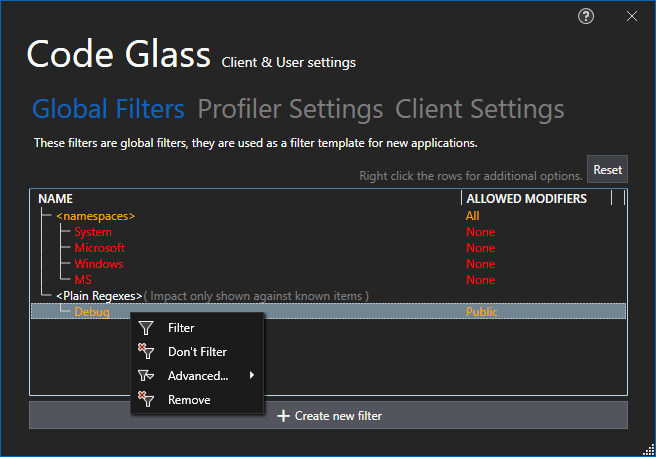 Code Glass Client & User settings
Global Filters Profiler Settings Client Settings
These filters are global filters, they are used as a filter template for new applications.
Right click the rows for additional options. Reset
NAME ALLOWED MODIFIERS
<namespaces> All
System None
Microsoft None
Windows None
MS None
<Plain Regexes> ( Impact only shown against known items )
Debug Public
Filter
Don't Filter
Advanced...
Remove
Create new filter